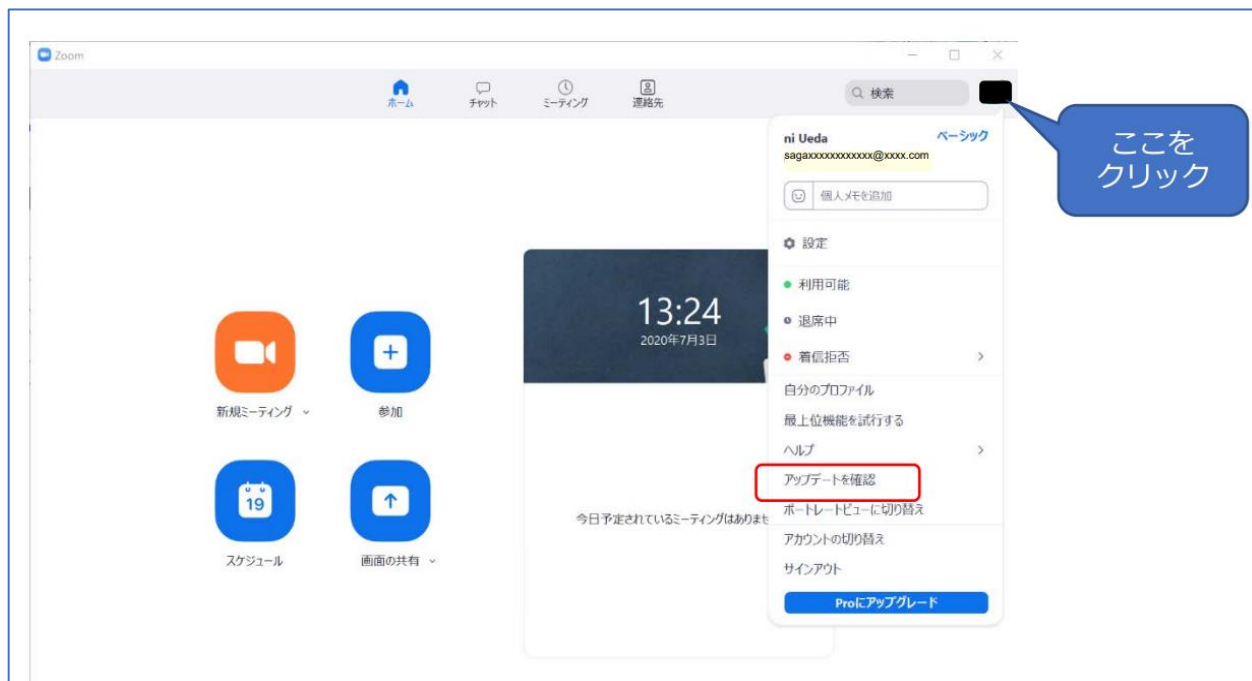 Zoom
ホーム
チャット
ミーティング
連絡先
検索
ここを
クリック
ni Ueda
ベーシック
sagaxxxxxxxxxxxx@xxxx.com
個人メモを追加
設定
利用可能
退席中
着信拒否
自分のプロファイル
最上位機能を試行する
ヘルプ
アップデートを確認
ポートレートビューに切り替え
アカウントの切り替え
サインアウト
Proにアップグレード
13:24
2020年7月3日
新規ミーティング
参加
19
スケジュール
画面の共有
今日予定されているミーティングはありませ